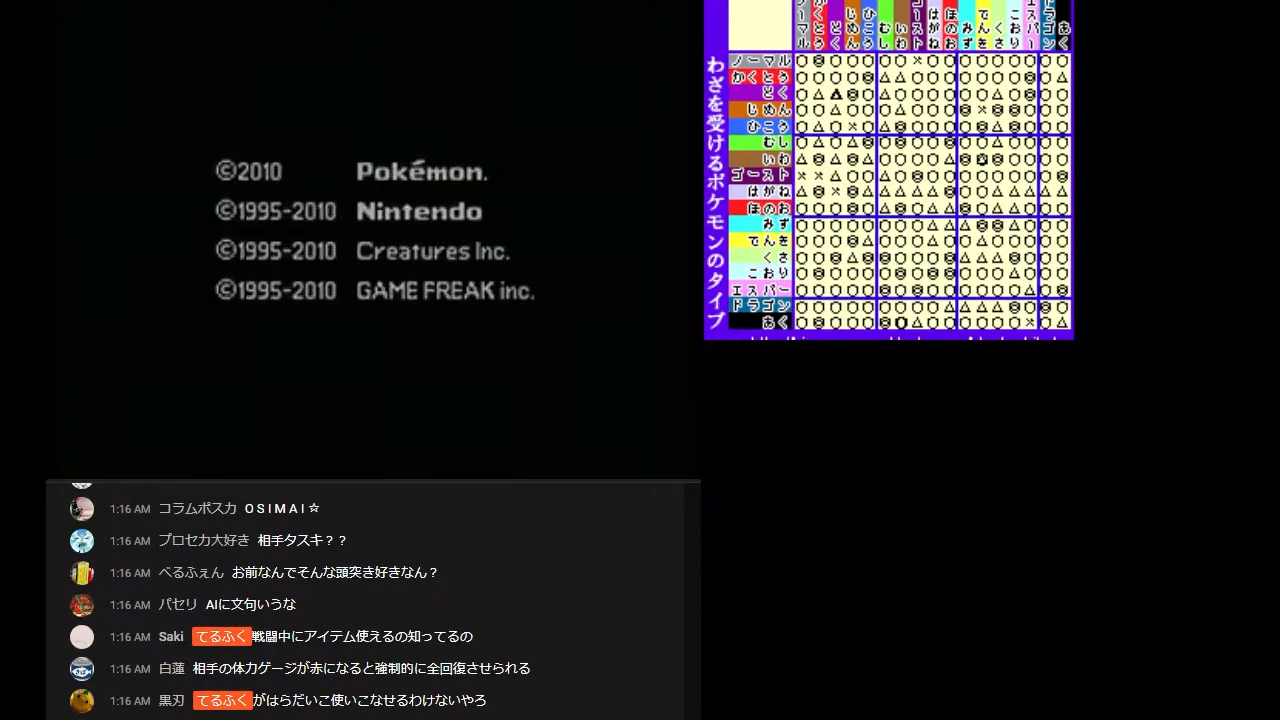 ©2010 Pokémon.
©1995-2010 Nintendo
©1995-2010 Creatures Inc.
©1995-2010 GAME FREAK inc.
わざを受けるポケモンのタイプ
ノーマル
かくとう
どく
じめん
ひこう
むし
いわ
ゴースト
はがね
ほのお
みず
でんき
くさ
こおり
エスパー
ドラゴン
あく
1:16 AM コラムポスカ O S I M A I ☆
1:16 AM プロセカ大好き 相手タスキ？？
1:16 AM べるふぇん お前なんでそんな頭突き好きなん？
1:16 AM パセリ AIに文句いうな
1:16 AM Saki てるふく戦闘中にアイテム使えるの知ってるの
1:16 AM 白蓮 相手の体力ゲージが赤になると強制的に全回復させられる
1:16 AM 黒刃 てるふくがはらだいこ使いこなせるわけないやろ